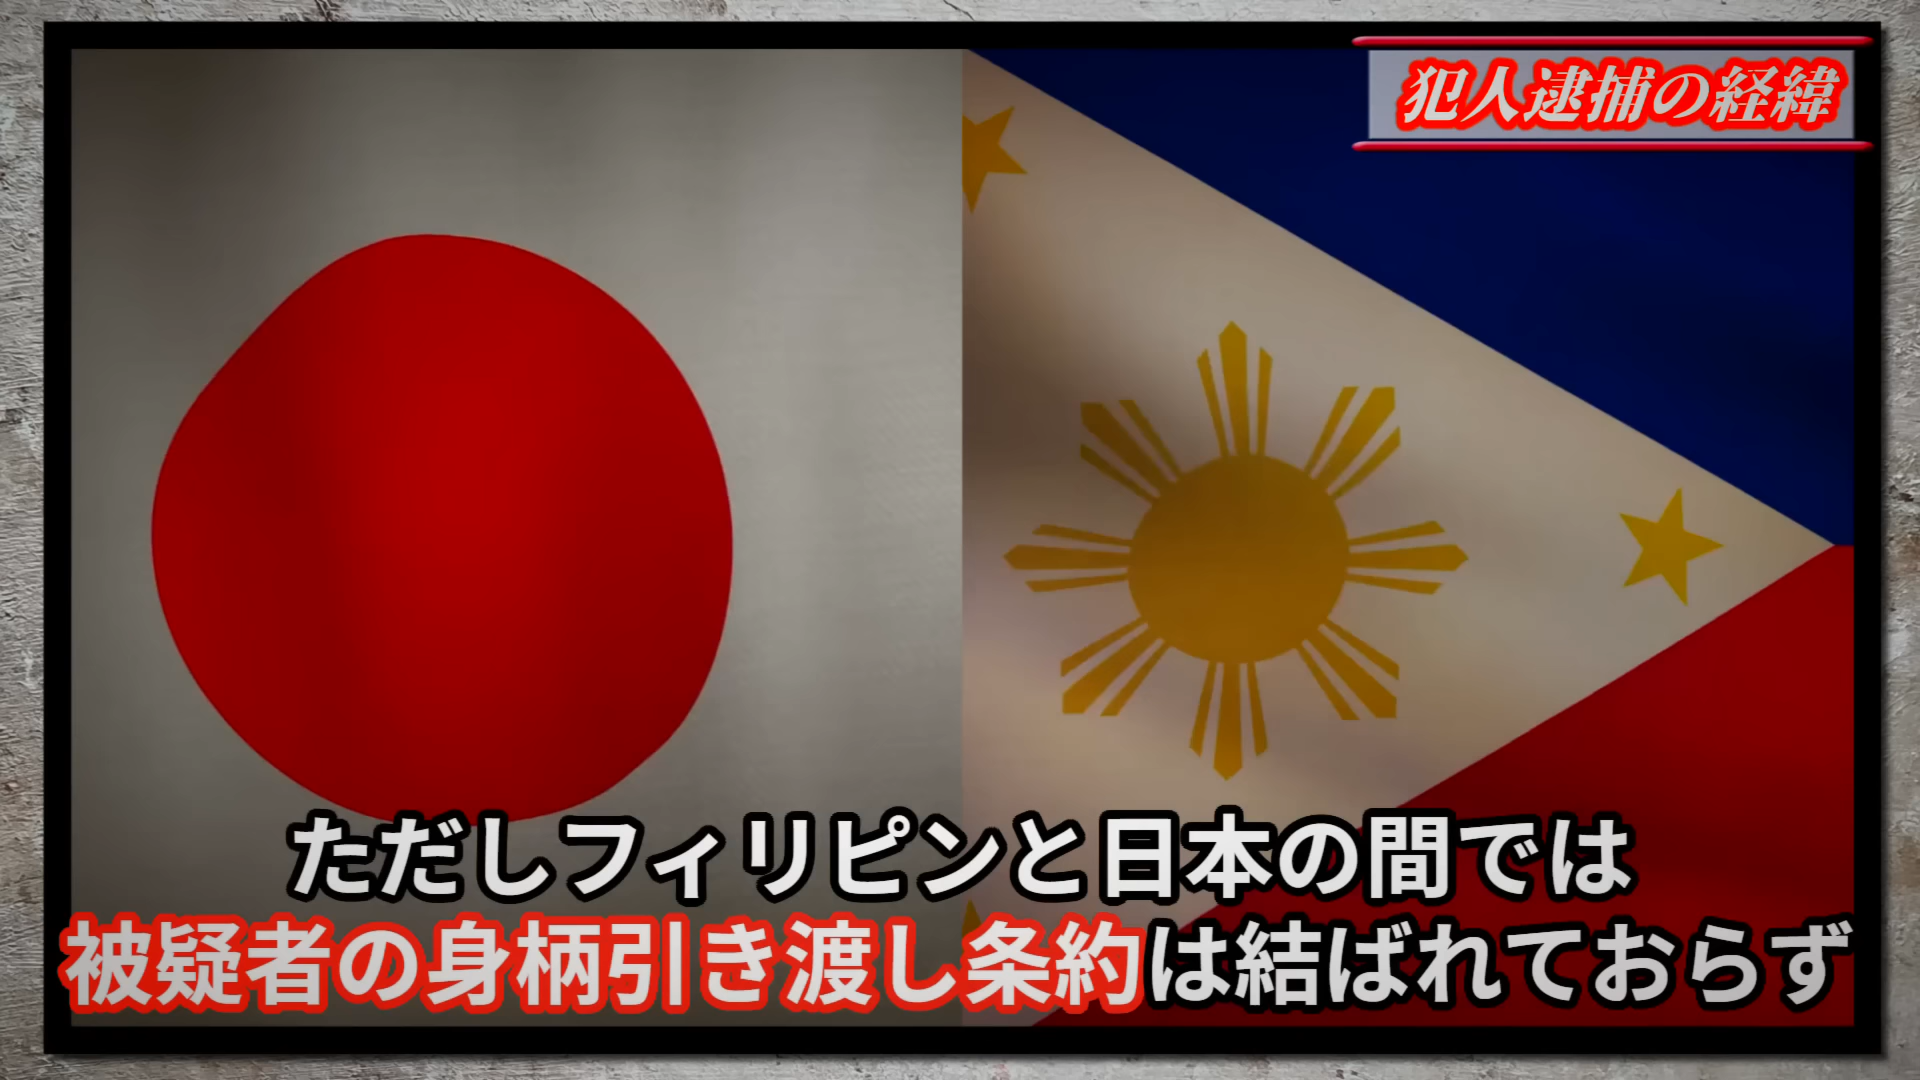 犯人逮捕の経緯
ただしフィリピンと日本の間では
被疑者の身柄引き渡し条約は結ばれておらず